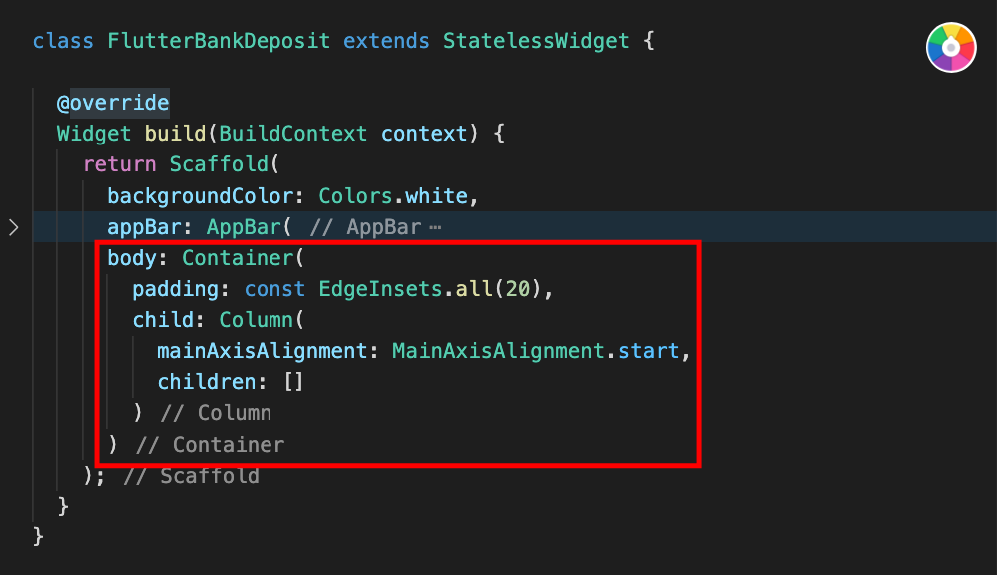 class FlutterBankDeposit extends StatelessWidget {
@override
Widget build(BuildContext context) {
return Scaffold(
backgroundColor: Colors.white,
appBar: AppBar( // AppBar ⋯
body: Container(
padding: const EdgeInsets.all(20),
child: Column(
mainAxisAlignment: MainAxisAlignment.start,
children: []
) // Column
) // Container
); // Scaffold
}
}